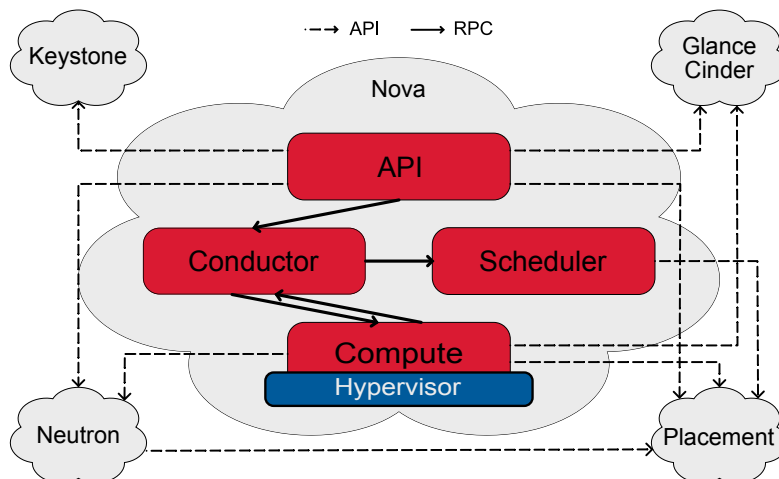 API
RPC
Keystone
Glance
Cinder
Nova
API
Conductor
Scheduler
Compute
Hypervisor
Neutron
Placement